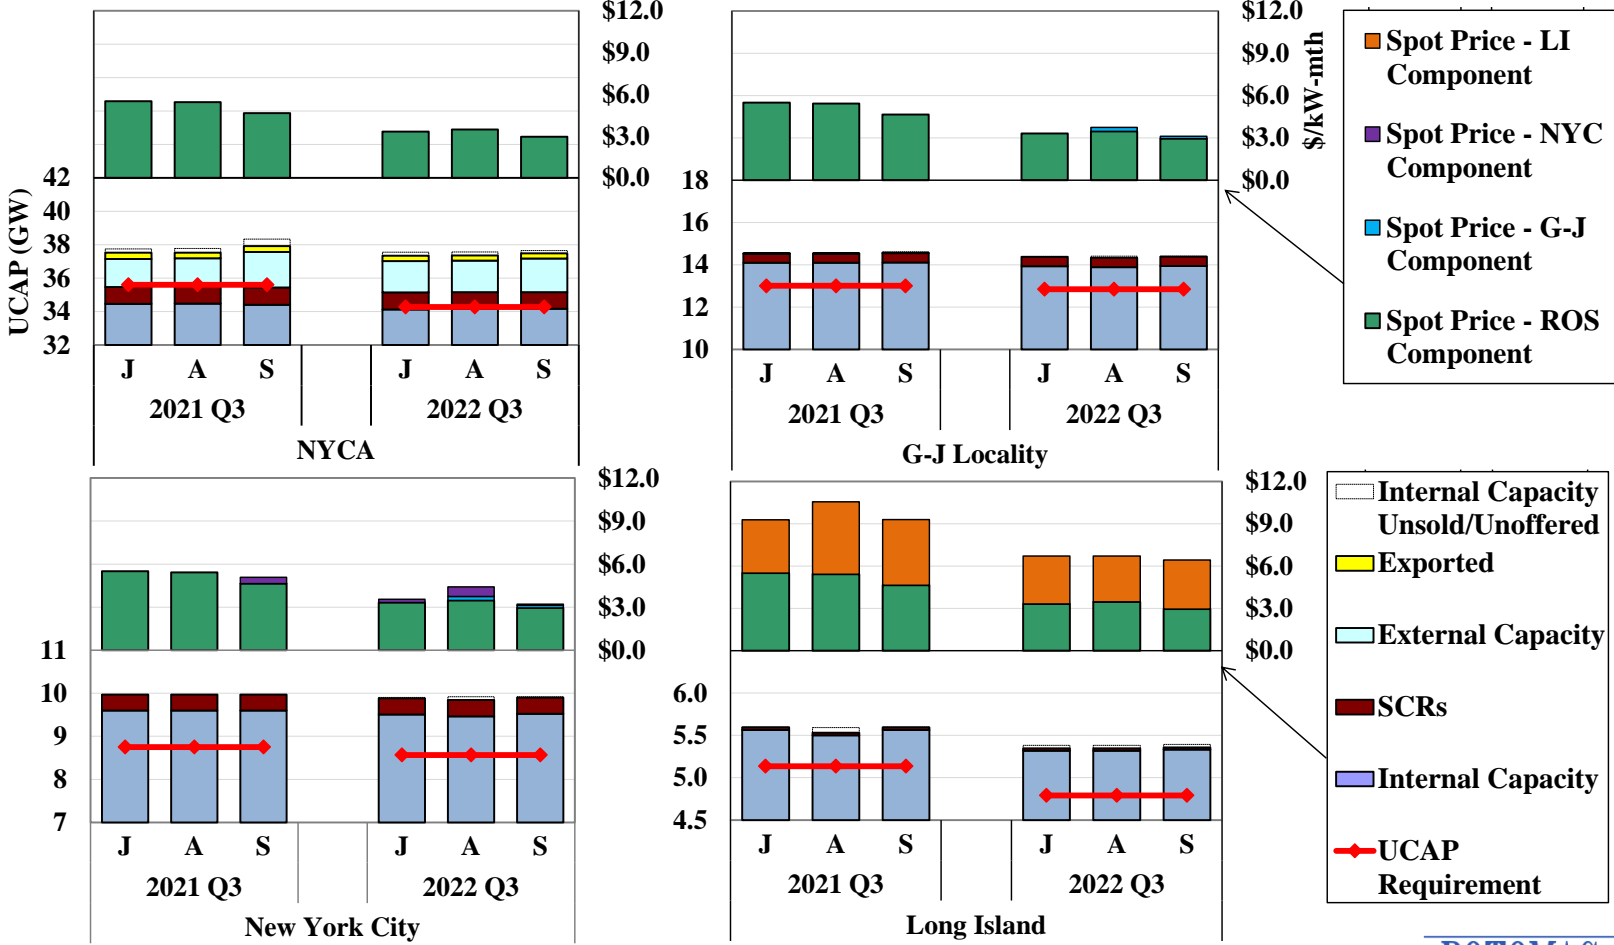 $12.0
$9.0
$6.0
$3.0
$0.0
42
40
38
36
34
32
UCAP (GW)
J A S J A S
2021 Q3 2022 Q3
NYCA
$12.0
$9.0
$6.0
$3.0
$0.0
$/kW-mth
18
16
14
12
10
J A S J A S
2021 Q3 2022 Q3
G-J Locality
Spot Price - LI
Component
Spot Price - NYC
Component
Spot Price - G-J
Component
Spot Price - ROS
Component
$12.0
$9.0
$6.0
$3.0
$0.0
11
10
9
8
7
J A S J A S
2021 Q3 2022 Q3
New York City
$12.0
$9.0
$6.0
$3.0
$0.0
6.0
5.5
5.0
4.5
J A S J A S
2021 Q3 2022 Q3
Long Island
Internal Capacity
Unsold/Unoffered
Exported
External Capacity
SCRs
Internal Capacity
UCAP
Requirement